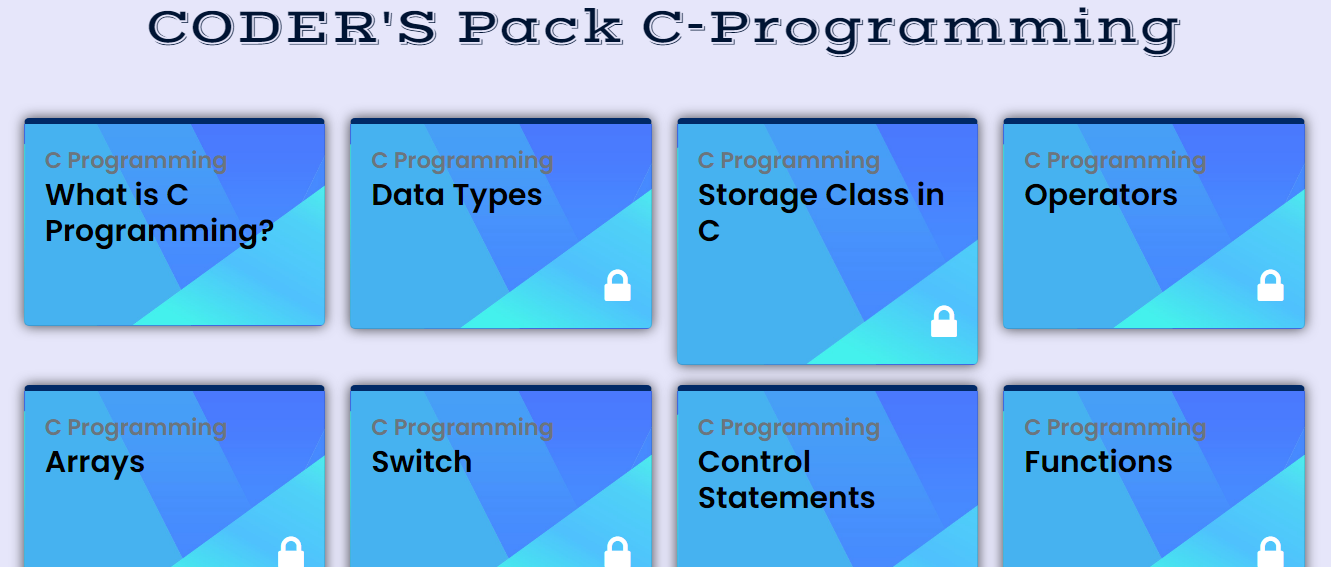 CODER'S Pack C-Programming
C Programming
What is C
Programming?
C Programming
Data Types
C Programming
Storage Class in
C
C Programming
Operators
C Programming
Arrays
C Programming
Switch
C Programming
Control
Statements
C Programming
Functions